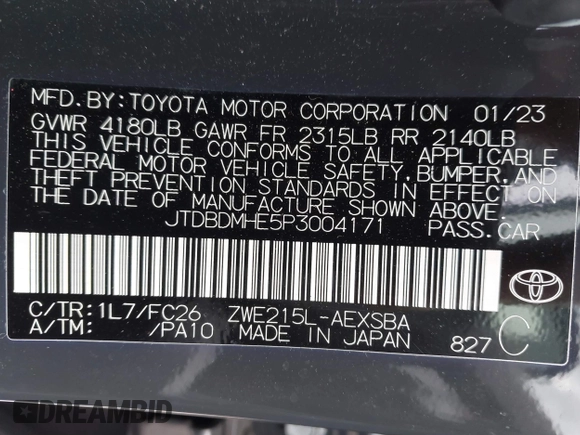 MFD.BY:TOYOTA MOTOR CORPORATION 01/23
GVWR 4180LB GAWR FR 2315LB RR 2140LB
THIS VEHICLE CONFORMS TO ALL APPLICABLE
FEDERAL MOTOR VEHICLE SAFETY,BUMPER,AND
THEFT PREVENTION STANDARDS IN EFFECT ON
THE DATE OF MANUFACTURE SHOWN ABOVE.
JTDBDMHE5P3004171 PASS.CAR
C/TR:1L7/FC26 ZWE215L-AEXSBA
A/TM: /PA10 MADE IN JAPAN 827 C
DREAMBID